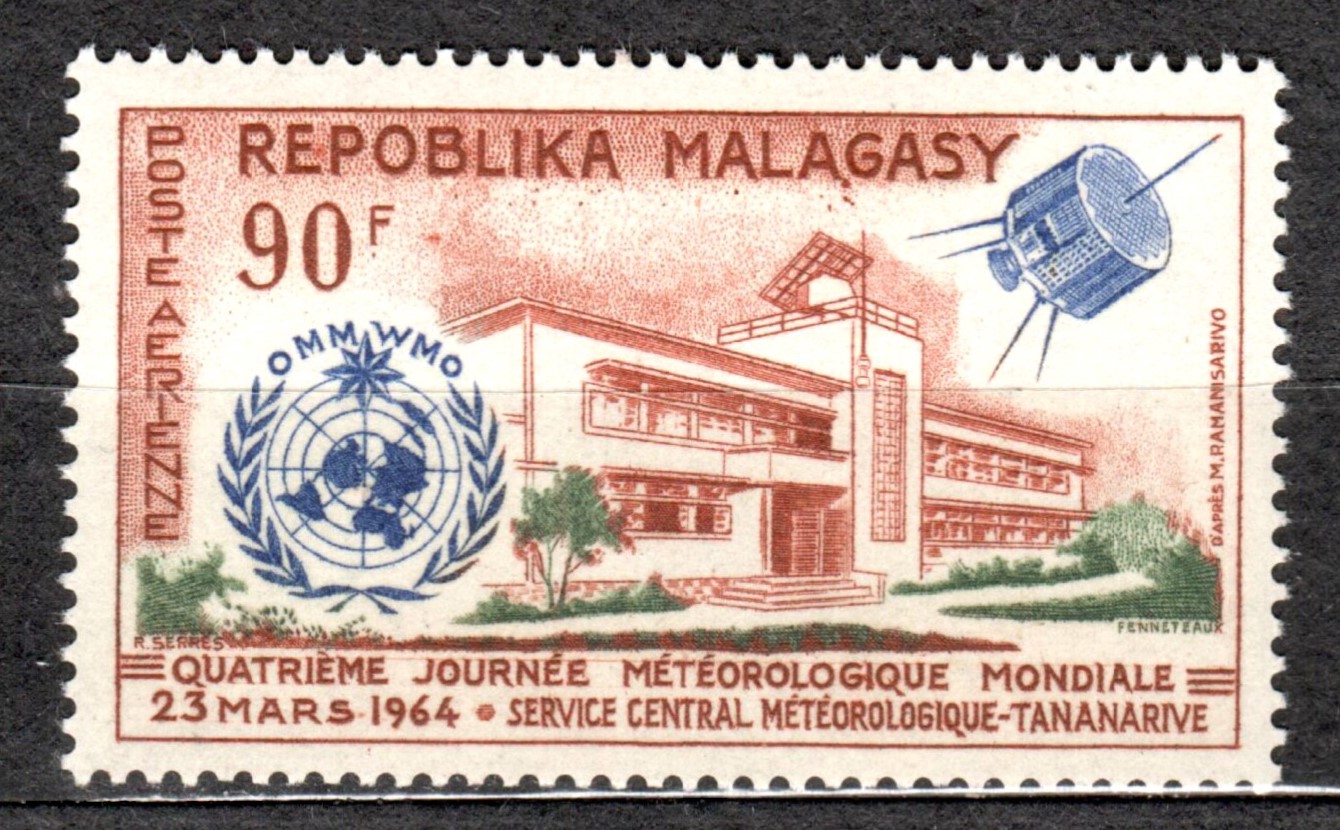 REPOBLIKA MALAGASY
POSTE AERIENNE
90F
OMM WMO
D'APRÈS M. RAMANISARIVO
R. SERRES
FENNETEAUX
QUATRIÈME JOURNÉE MÉTÉOROLOGIQUE MONDIALE
23 MARS 1964 • SERVICE CENTRAL MÉTÉOROLOGIQUE-TANANARIVE